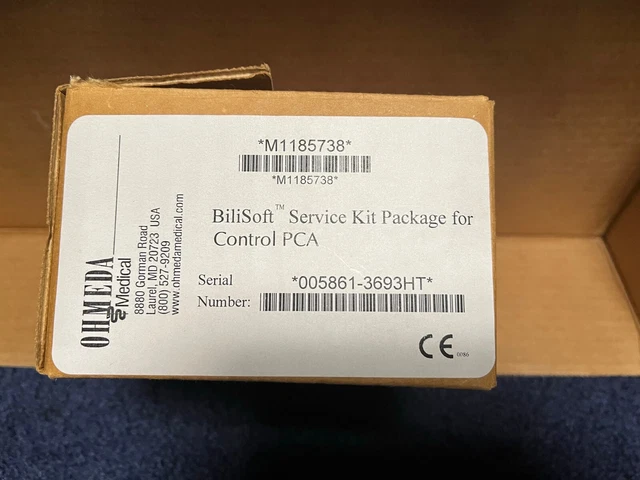 *M1185738*
*M1185738*
BiliSoft™ Service Kit Package for
Control PCA
Serial
Number:
*005861-3693HT*
CE
0086
OHMEDA
Medical
8880 Gorman Road
Laurel, MD 20723 USA
(800) 527-9209
www.ohmedamedical.com